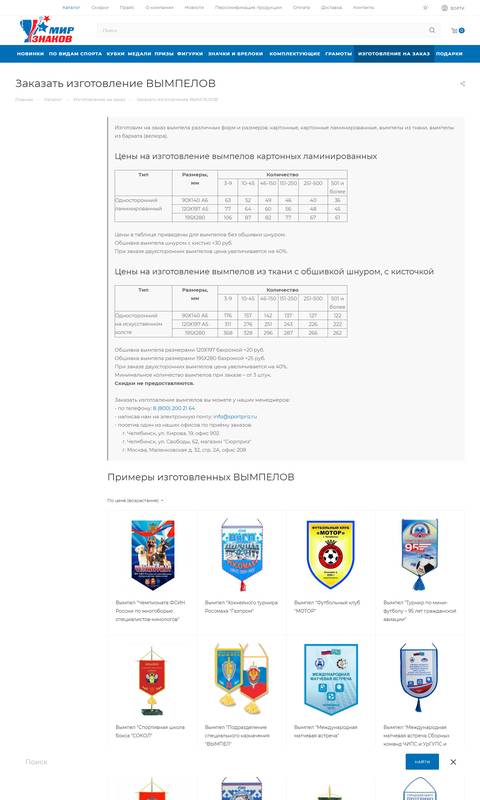 Каталог Скидки Прайс О компании Новости Персонификация продукции Оплата Доставка Контакты ВОЙТИ
МИР
ЗНАКОВ
Поиск
0
НОВИНКИ ПО ВИДАМ СПОРТА КУБКИ МЕДАЛИ ПРИЗЫ ФИГУРКИ ЗНАЧКИ И БРЕЛОКИ КОМПЛЕКТУЮЩИЕ ГРАМОТЫ ИЗГОТОВЛЕНИЕ НА ЗАКАЗ ПОДАРКИ
Заказать изготовление ВЫМПЕЛОВ
Главная — Каталог — Изготовление на заказ — Заказать изготовление ВЫМПЕЛОВ
Изготовим на заказ вымпела различных форм и размеров: картонные, картонные ламинированные, вымпелы из ткани, вымпелы
из бархата (велюра).
Цены на изготовление вымпелов картонных ламинированных
Тип Размеры, мм Количество
3-9 10-45 46-150 151-250 251-500 501 и более
Односторонний ламинированный 90X140 А6 63 52 49 46 40 36
120X197 А5 77 64 60 56 48 45
195X280 106 87 82 77 67 61
Цены в таблице приведены для вымпелов без обшивки шнуром.
Обшивка вымпела шнуром с кистью +30 руб.
При заказе двухсторонних вымпелов цена увеличивается на 40%.
Цены на изготовление вымпелов из ткани с обшивкой шнуром, с кисточкой
Тип Размеры, мм Количество
3-9 10-45 46-150 151-250 251-500 501 и более
Односторонний на искусственном холсте 90X140 А6 176 157 142 137 127 122
120X197 А5 311 276 251 243 226 222
195X280 368 328 296 287 266 262
Обшивка вымпела размерами 120X197 бахромой +20 руб.
Обшивка вымпела размерами 195X280 бахромой +25 руб.
При заказе двухсторонних вымпелов цена увеличивается на 40%.
Минимальное количество вымпелов при заказе – от 3 штук.
Скидки не предоставляются.
Заказать изготовление вымпелов вы можете у наших менеджеров:
- по телефону: 8 (800) 200 21 64
- написав нам на электронную почту: info@sportpro.ru
- посетив один из наших офисов по приёму заказов:
г. Челябинск, ул. Кирова, 19, офис 902
г. Челябинск, ул. Свободы, 62, магазин "Сюрприз"
г. Москва, Маленковская д. 32, стр. 2А, офис 208
Примеры изготовленных ВЫМПЕЛОВ
По цене (возрастание)
ФУТБОЛЬНЫЙ КЛУБ
«МОТОР»
95
Вымпел "Чемпионата ФСИН
России по многоборью
специалистов-кинологов"
Вымпел "Хоккейного турнира
Росомаха "Газпром"
Вымпел "Футбольный клуб
"МОТОР"
Вымпел "Турнир по мини-
футболу - 95 лет гражданской
авиации"
МЕЖДУНАРОДНАЯ
МАТЧЕВАЯ ВСТРЕЧА
Вымпел "Спортивная школа
бокса "СОКОЛ"
Вымпел "Подразделение
специального назначения
"ВЫМПЕЛ"
Вымпел "Международная
матчевая встреча"
Вымпел "Международная
матчевая встреча Сборных
команд ЧИПС и УрГУПС и
Поиск
НАЙТИ